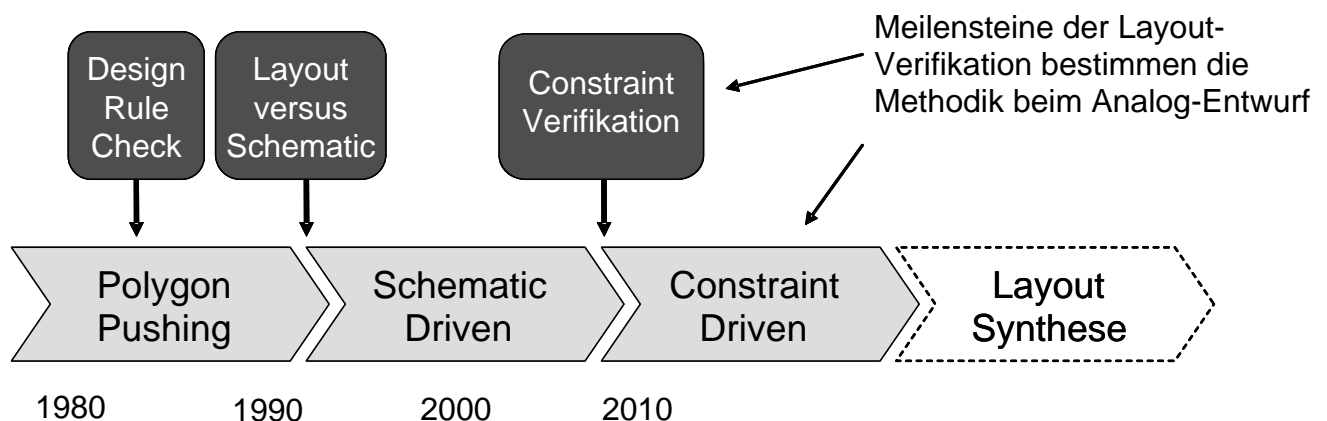 Design
Rule
Check
Layout
versus
Schematic
Constraint
Verifikation
Meilensteine der Layout-
Verifikation bestimmen die
Methodik beim Analog-Entwurf
Polygon
Pushing
Schematic
Driven
Constraint
Driven
Layout
Synthese
1980
1990
2000
2010